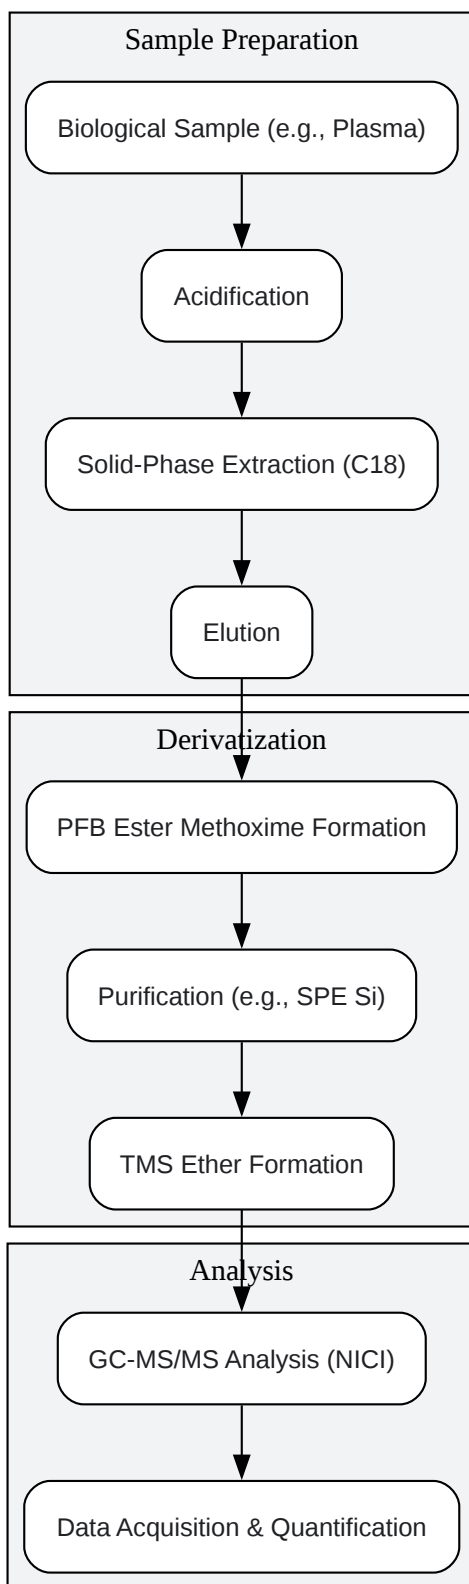 Sample Preparation
Biological Sample (e.g., Plasma)
Acidification
Solid-Phase Extraction (C18)
Elution
Derivatization
PFB Ester Methoxime Formation
Purification (e.g., SPE Si)
TMS Ether Formation
Analysis
GC-MS/MS Analysis (NICI)
Data Acquisition & Quantification